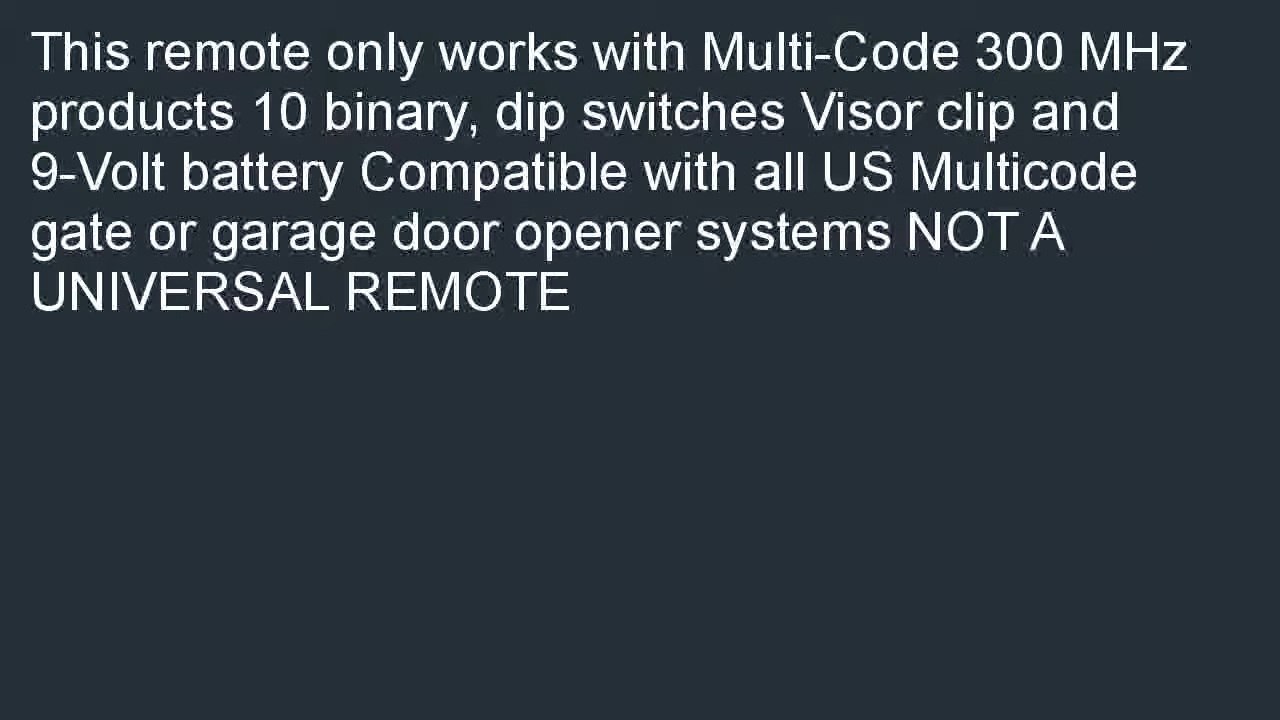 This remote only works with Multi-Code 300 MHz
products 10 binary, dip switches Visor clip and
9-Volt battery Compatible with all US Multicode
gate or garage door opener systems NOT A
UNIVERSAL REMOTE